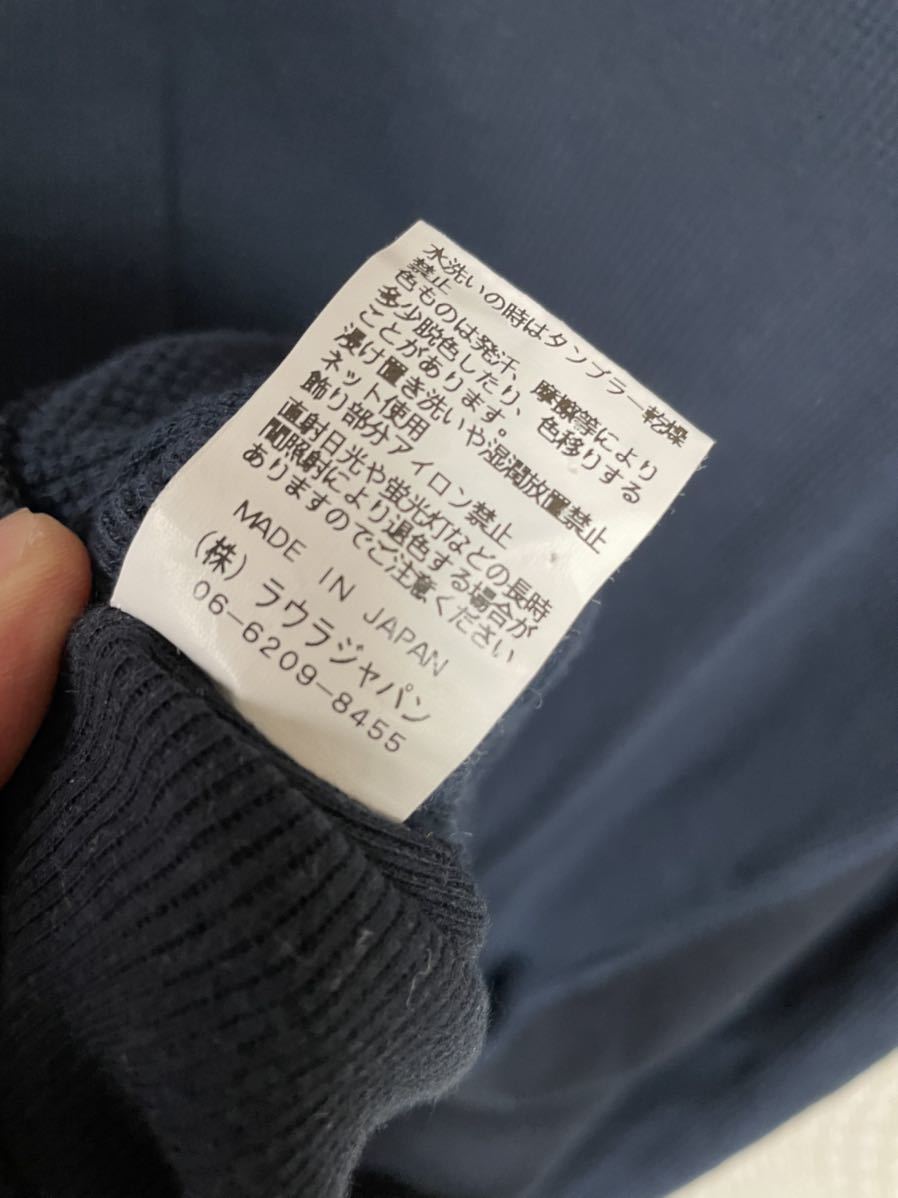 水洗いの時はタンブラー乾燥
禁止
色ものは発汗、摩擦等により
多少脱色したり、色移りする
ことがあります。
浸け置き洗いや湿潤放置禁止
ネット使用
飾り部分アイロン禁止
直射日光や蛍光灯などの長時
間照射により退色する場合が
ありますのでご注意ください
MADE IN JAPAN
(株)ラウラジャパン
06-6209-8455